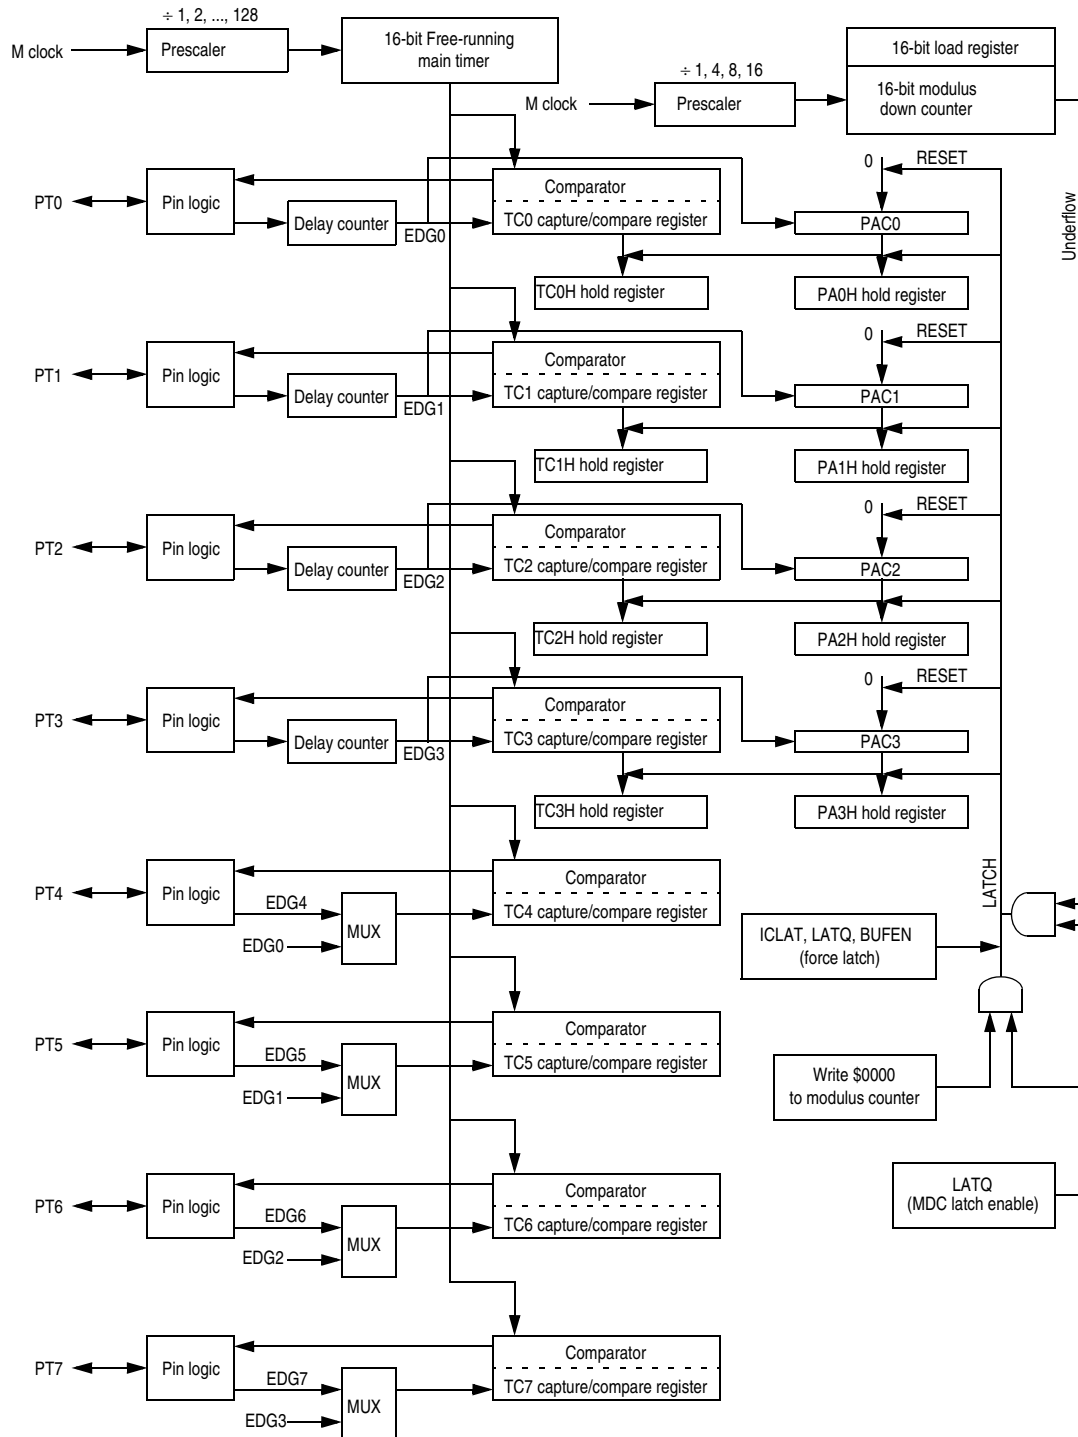 ÷ 1, 2, ..., 128
M clock
Prescaler
16-bit Free-running
main timer
16-bit load register
16-bit modulus
down counter
÷ 1, 4, 8, 16
M clock
Prescaler
Underflow
PT0
Pin logic
Delay counter
EDG0
Comparator
TC0 capture/compare register
0
RESET
PAC0
TC0H hold register
PA0H hold register
PT1
Pin logic
Delay counter
EDG1
Comparator
TC1 capture/compare register
0
RESET
PAC1
TC1H hold register
PA1H hold register
PT2
Pin logic
Delay counter
EDG2
Comparator
TC2 capture/compare register
0
RESET
PAC2
TC2H hold register
PA2H hold register
PT3
Pin logic
Delay counter
EDG3
Comparator
TC3 capture/compare register
0
RESET
PAC3
TC3H hold register
PA3H hold register
PT4
Pin logic
EDG4
EDG0
MUX
Comparator
TC4 capture/compare register
LATCH
ICLAT, LATQ, BUFEN
(force latch)
PT5
Pin logic
EDG5
EDG1
MUX
Comparator
TC5 capture/compare register
Write $0000
to modulus counter
PT6
Pin logic
EDG6
EDG2
MUX
Comparator
TC6 capture/compare register
LATQ
(MDC latch enable)
PT7
Pin logic
EDG7
EDG3
MUX
Comparator
TC7 capture/compare register